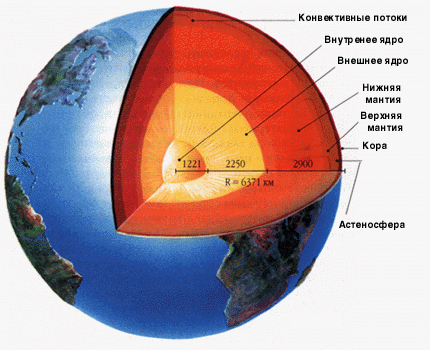 Конвективные потоки
Внутренее ядро
Внешнее ядро
Нижняя
мантия
Верхняя
мантия
Кора
1221 2250 2900
R = 6371 км
Астеносфера